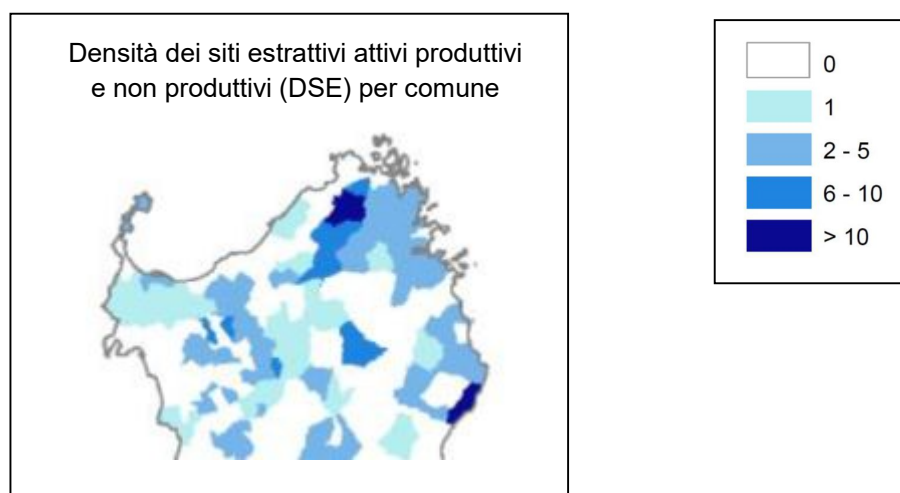 Densità dei siti estrattivi attivi produttivi
e non produttivi (DSE) per comune
0
1
2 - 5
6 - 10
> 10